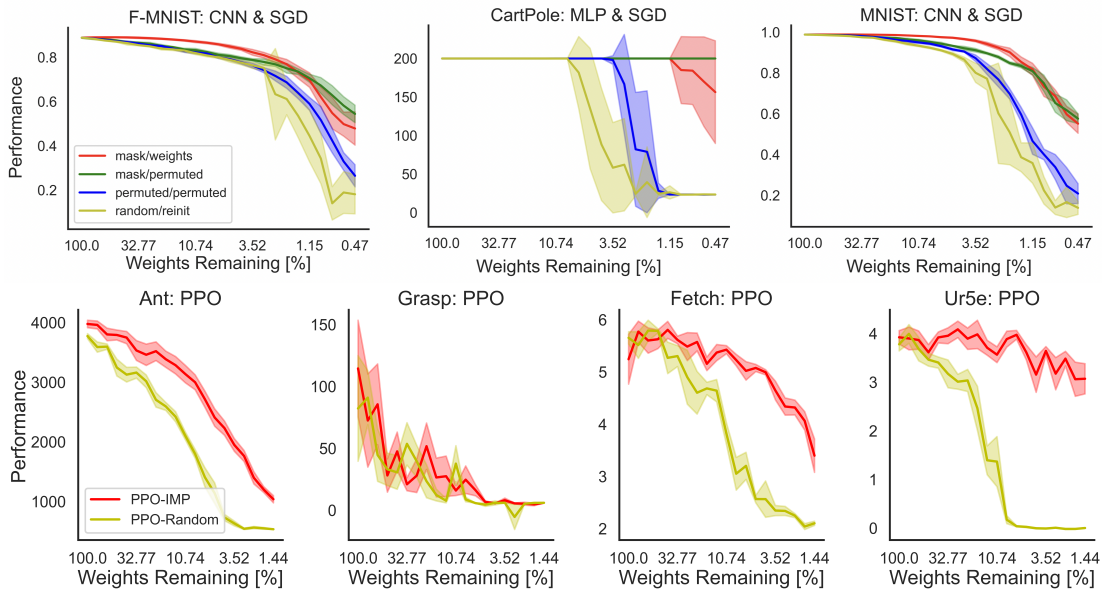 F-MNIST: CNN & SGD
Performance
0.8
0.6
0.4
0.2
mask/weights
mask/permuted
permuted/permuted
random/reinit
100.0 32.77 10.74 3.52 1.15 0.47
Weights Remaining [%]
CartPole: MLP & SGD
200
150
100
50
0
100.0 32.77 10.74 3.52 1.15 0.47
Weights Remaining [%]
MNIST: CNN & SGD
1.0
0.8
0.6
0.4
0.2
100.0 32.77 10.74 3.52 1.15 0.47
Weights Remaining [%]
Ant: PPO
Performance
4000
3000
2000
1000
PPO-IMP
PPO-Random
100.0 32.77 10.74 3.52 1.44
Weights Remaining [%]
Grasp: PPO
150
100
50
0
100.0 32.77 10.74 3.52 1.44
Weights Remaining [%]
Fetch: PPO
6
5
4
3
2
100.0 32.77 10.74 3.52 1.44
Weights Remaining [%]
Ur5e: PPO
4
3
2
1
0
100.0 32.77 10.74 3.52 1.44
Weights Remaining [%]